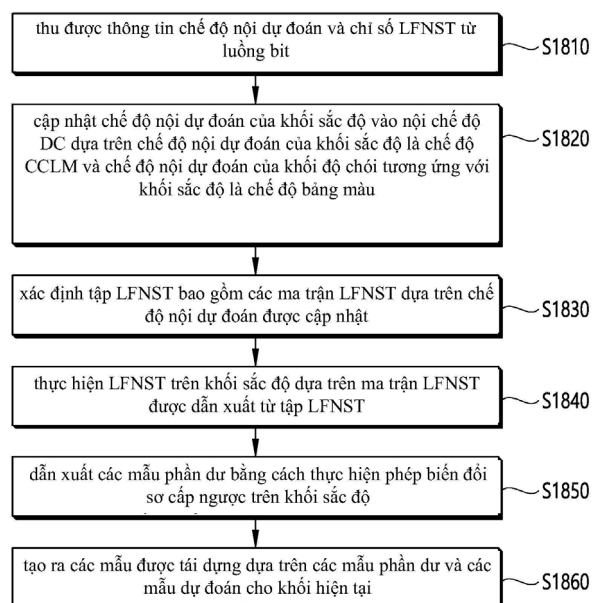 thu được thông tin chế độ nội dự đoán và chỉ số LFNST từ
luồng bit
S1810
cập nhật chế độ nội dự đoán của khối sắc độ vào nội chế độ
DC dựa trên chế độ nội dự đoán của khối sắc độ là chế độ
CCLM và chế độ nội dự đoán của khối độ chói tương ứng với
khối sắc độ là chế độ bảng màu
S1820
xác định tập LFNST bao gồm các ma trận LFNST dựa trên chế
độ nội dự đoán được cập nhật
S1830
thực hiện LFNST trên khối sắc độ dựa trên ma trận LFNST
được dẫn xuất từ tập LFNST
S1840
dẫn xuất các mẫu phần dư bằng cách thực hiện phép biến đổi
sơ cấp ngược trên khối sắc độ
S1850
tạo ra các mẫu được tái dựng dựa trên các mẫu phần dư và các
mẫu dự đoán cho khối hiện tại
S1860